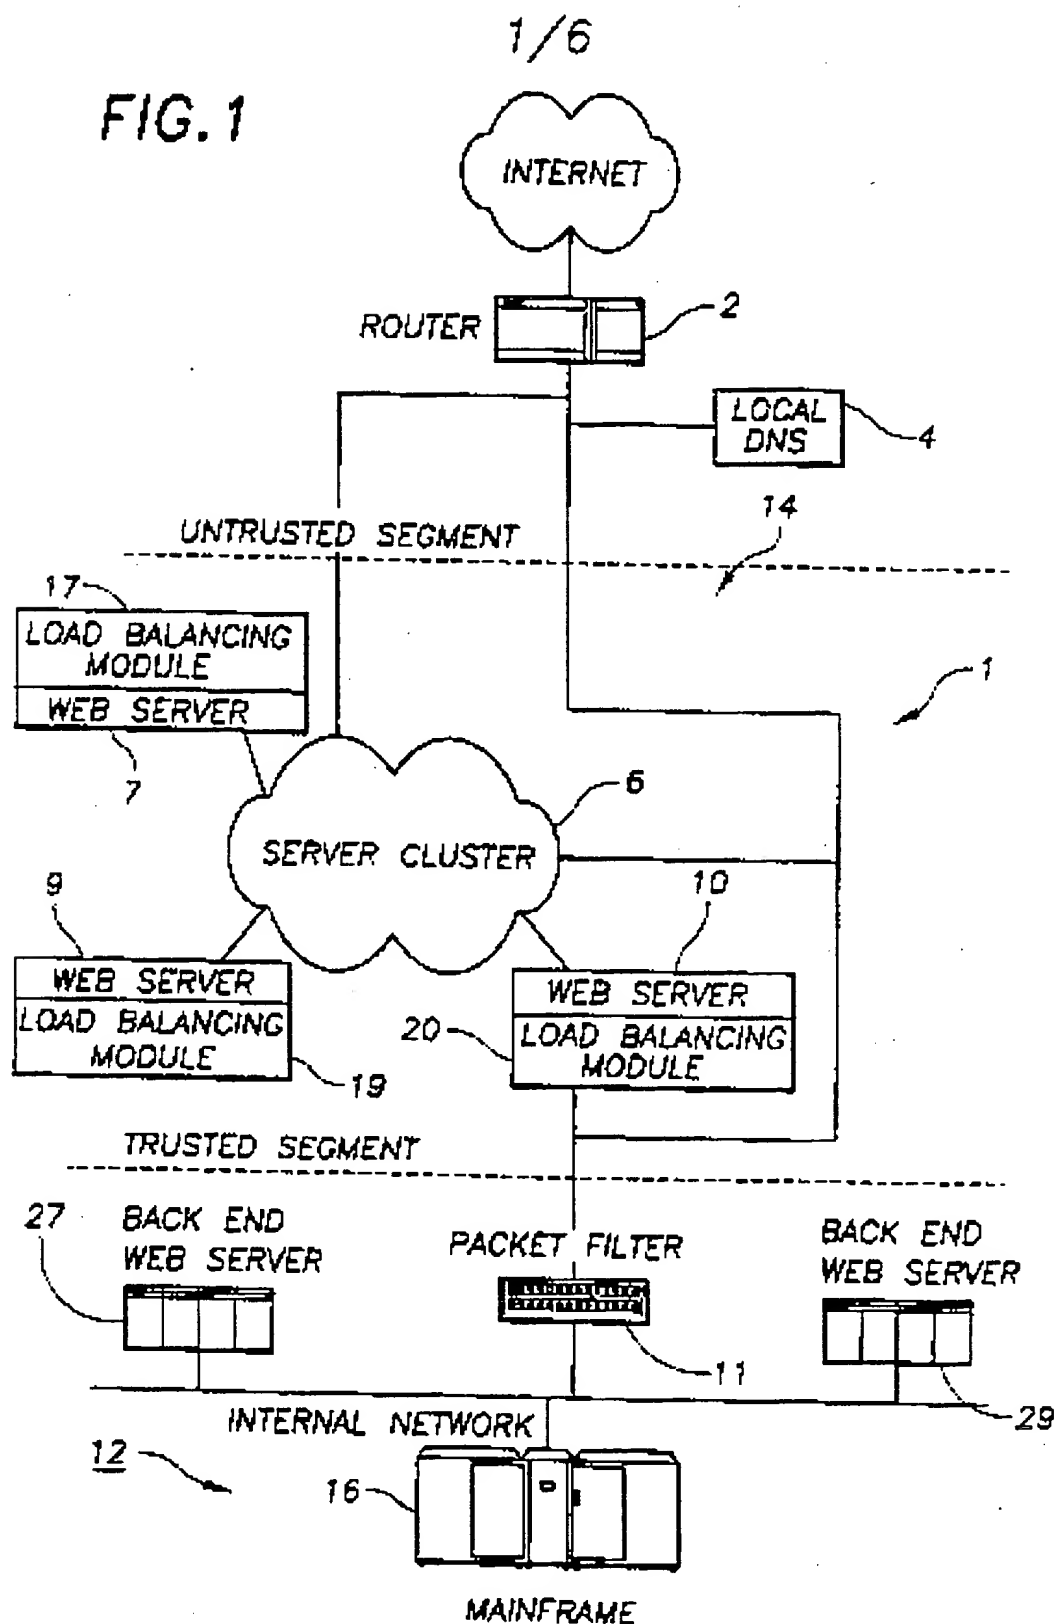 1/6
FIG. 1
INTERNET
ROUTER
2
LOCAL
DNS
4
14
UNTRUSTED SEGMENT
17
LOAD BALANCING
MODULE
WEB SERVER
7
1
6
SERVER CLUSTER
9
WEB SERVER
LOAD BALANCING
MODULE
19
10
WEB SERVER
LOAD BALANCING
MODULE
20
TRUSTED SEGMENT
27
BACK END
WEB SERVER
PACKET FILTER
11
BACK END
WEB SERVER
29
INTERNAL NETWORK
12
16
MAINFRAME